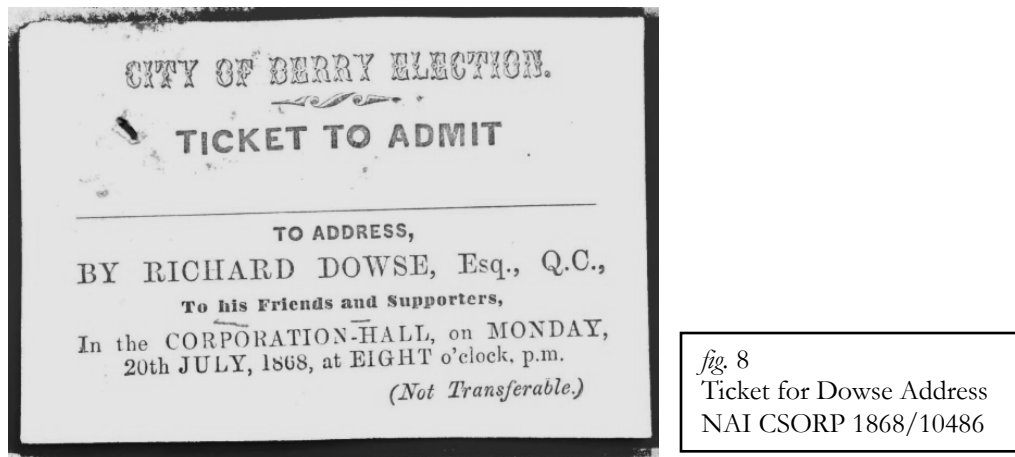 CITY OF DERRY ELECTION.
TICKET TO ADMIT
TO ADDRESS,
BY RICHARD DOWSE, Esq., Q.C.,
To his Friends and Supporters,
In the CORPORATION-HALL, on MONDAY,
20th JULY, 1868, at EIGHT o'clock, p.m.
(Not Transferable.)
fig. 8
Ticket for Dowse Address
NAI CSORP 1868/10486